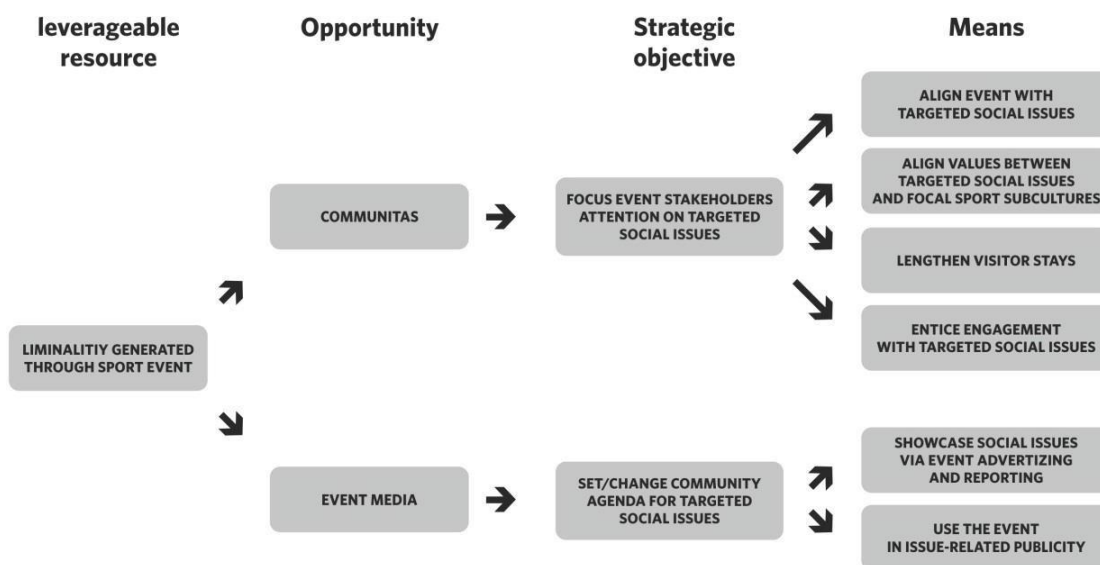 leverageable
resource
Opportunity
Strategic
objective
Means
LIMINALITIY GENERATED
THROUGH SPORT EVENT
COMMUNITAS
FOCUS EVENT STAKEHOLDERS
ATTENTION ON TARGETED
SOCIAL ISSUES
ALIGN EVENT WITH
TARGETED SOCIAL ISSUES
ALIGN VALUES BETWEEN
TARGETED SOCIAL ISSUES
AND FOCAL SPORT SUBCULTURES
LENGTHEN VISITOR STAYS
ENTICE ENGAGEMENT
WITH TARGETED SOCIAL ISSUES
EVENT MEDIA
SET/CHANGE COMMUNITY
AGENDA FOR TARGETED
SOCIAL ISSUES
SHOWCASE SOCIAL ISSUES
VIA EVENT ADVERTIZING
AND REPORTING
USE THE EVENT
IN ISSUE-RELATED PUBLICITY